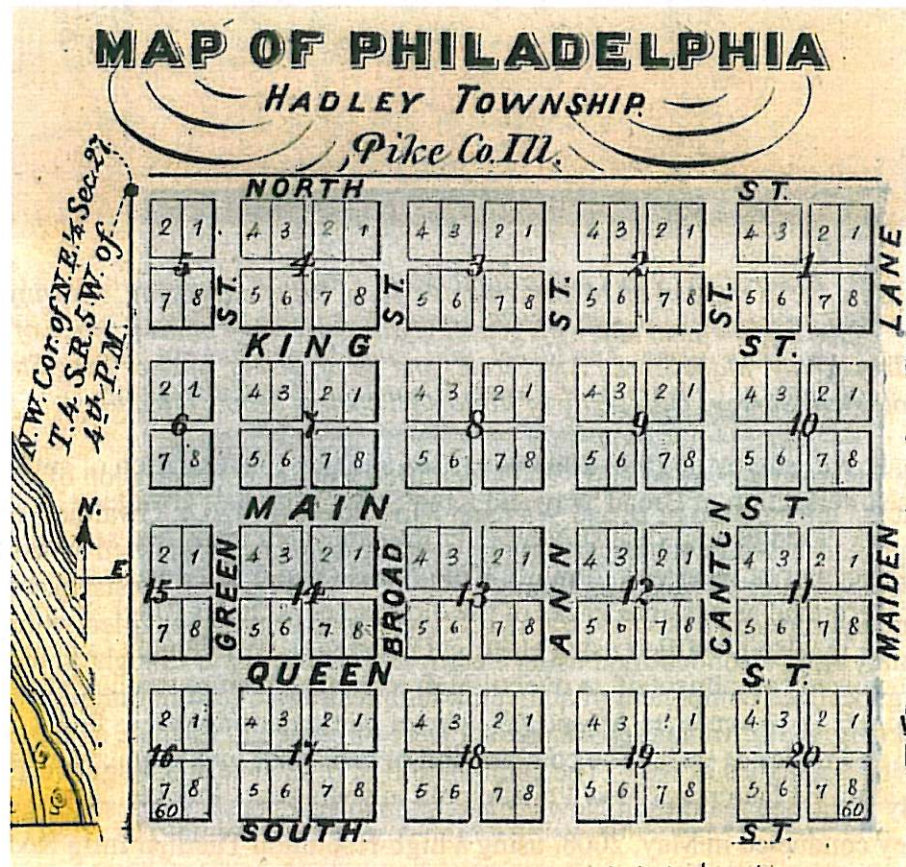 MAP OF PHILADELPHIA
HADLEY TOWNSHIP.
Pike Co. Ill.
N.W. Cor. of N.E. ¼ Sec. 27
T. 4. S. R. 5 W. of
4th P.M.
NORTH ST.
2 1 4 3 2 1 4 3 2 1 4 3 2 1 4 3 2 1
5 4 3 2 1
7 8 5 6 7 8 5 6 7 8 5 6 7 8 5 6 7 8
ST. ST. ST. ST. LANE
KING ST.
2 1 4 3 2 1 4 3 2 1 4 3 2 1 4 3 2 1
6 7 8 9 10
7 8 5 6 7 8 5 6 7 8 5 6 7 8 5 6 7 8
MAIN ST.
N.
E
2 1 4 3 2 1 4 3 2 1 4 3 2 1 4 3 2 1
15 14 13 12 11
7 8 5 6 7 8 5 6 7 8 5 6 7 8 5 6 7 8
GREEN BROAD ANN CANTON MAIDEN
QUEEN ST.
2 1 4 3 2 1 4 3 2 1 4 3 1 4 3 2 1
16 17 18 19 20
7 8 5 6 7 8 5 6 7 8 5 6 7 8 5 6 7 8
60 60
SOUTH ST.